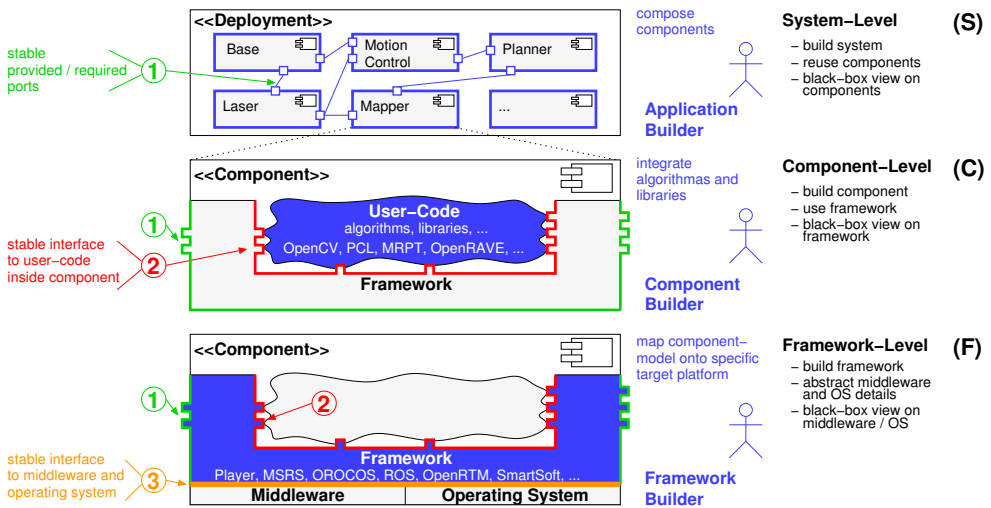 <<Deployment>>
Base
Motion
Control
Planner
Laser
Mapper
...
stable
provided / required
ports
1
compose
components
Application
Builder
System−Level
(S)
− build system
− reuse components
− black−box view on
components
<<Component>>
User−Code
algorithms, libraries, ...
OpenCV, PCL, MRPT, OpenRAVE, ...
Framework
1
stable interface
to user−code
inside component
2
integrate
algorithmas and
libraries
Component
Builder
Component−Level
(C)
− build component
− use framework
− black−box view on
framework
<<Component>>
1
2
Framework
Player, MSRS, OROCOS, ROS, OpenRTM, SmartSoft, ...
Middleware
Operating System
stable interface
to middleware and
operating system
3
map component−
model onto specific
target platform
Framework
Builder
Framework−Level
(F)
− build framework
− abstract middleware
and OS details
− black−box view on
middleware / OS